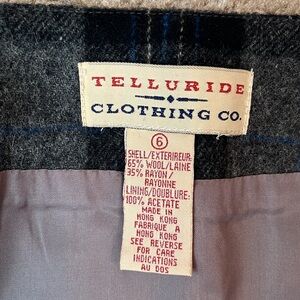 TELLURIDE
CLOTHING CO.
6
SHELL/EXTERIEUR:
65% WOOL/LAINE
35% RAYON/
RAYONNE
LINING/DOUBLURE:
100% ACETATE
MADE IN
HONG KONG
FABRIQUE A
HONG KONG
SEE REVERSE
FOR CARE
INDICATIONS
AU DOS